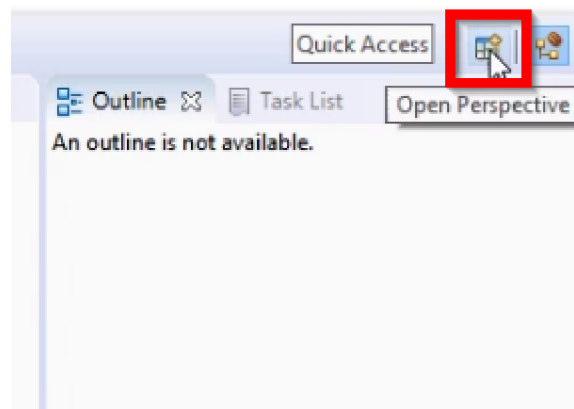 Quick Access
Outline Task List Open Perspective
An outline is not available.